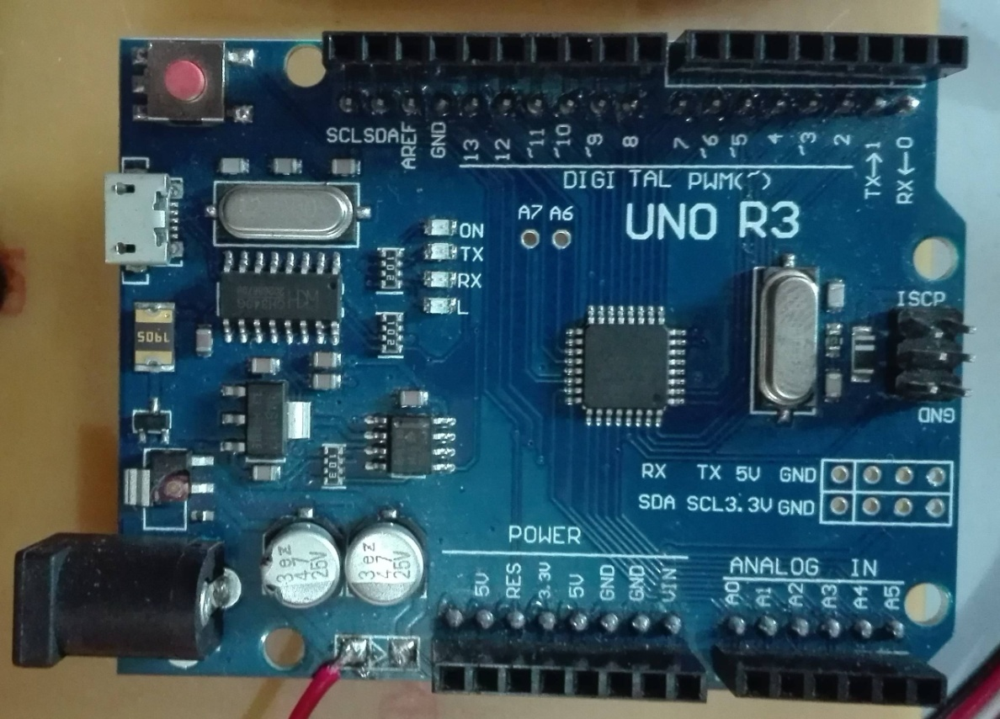 SCL SDA AREF GND 13 12 ~11 ~10 ~9 8 7 ~6 ~5 4 ~3 2 TX→1 RX←0
DIGI TAL PWM(~)
A7 A6
UNO R3
ON
TX
RX
L
ISCP
GND
102
102
1905
103
RX TX 5V GND
SDA SCL 3.3V GND
POWER
5V RES 3.3V 5V GND GND VIN
ANALOG IN
A0 A1 A2 A3 A4 A5
3ez
47
25V
3ez
47
25V